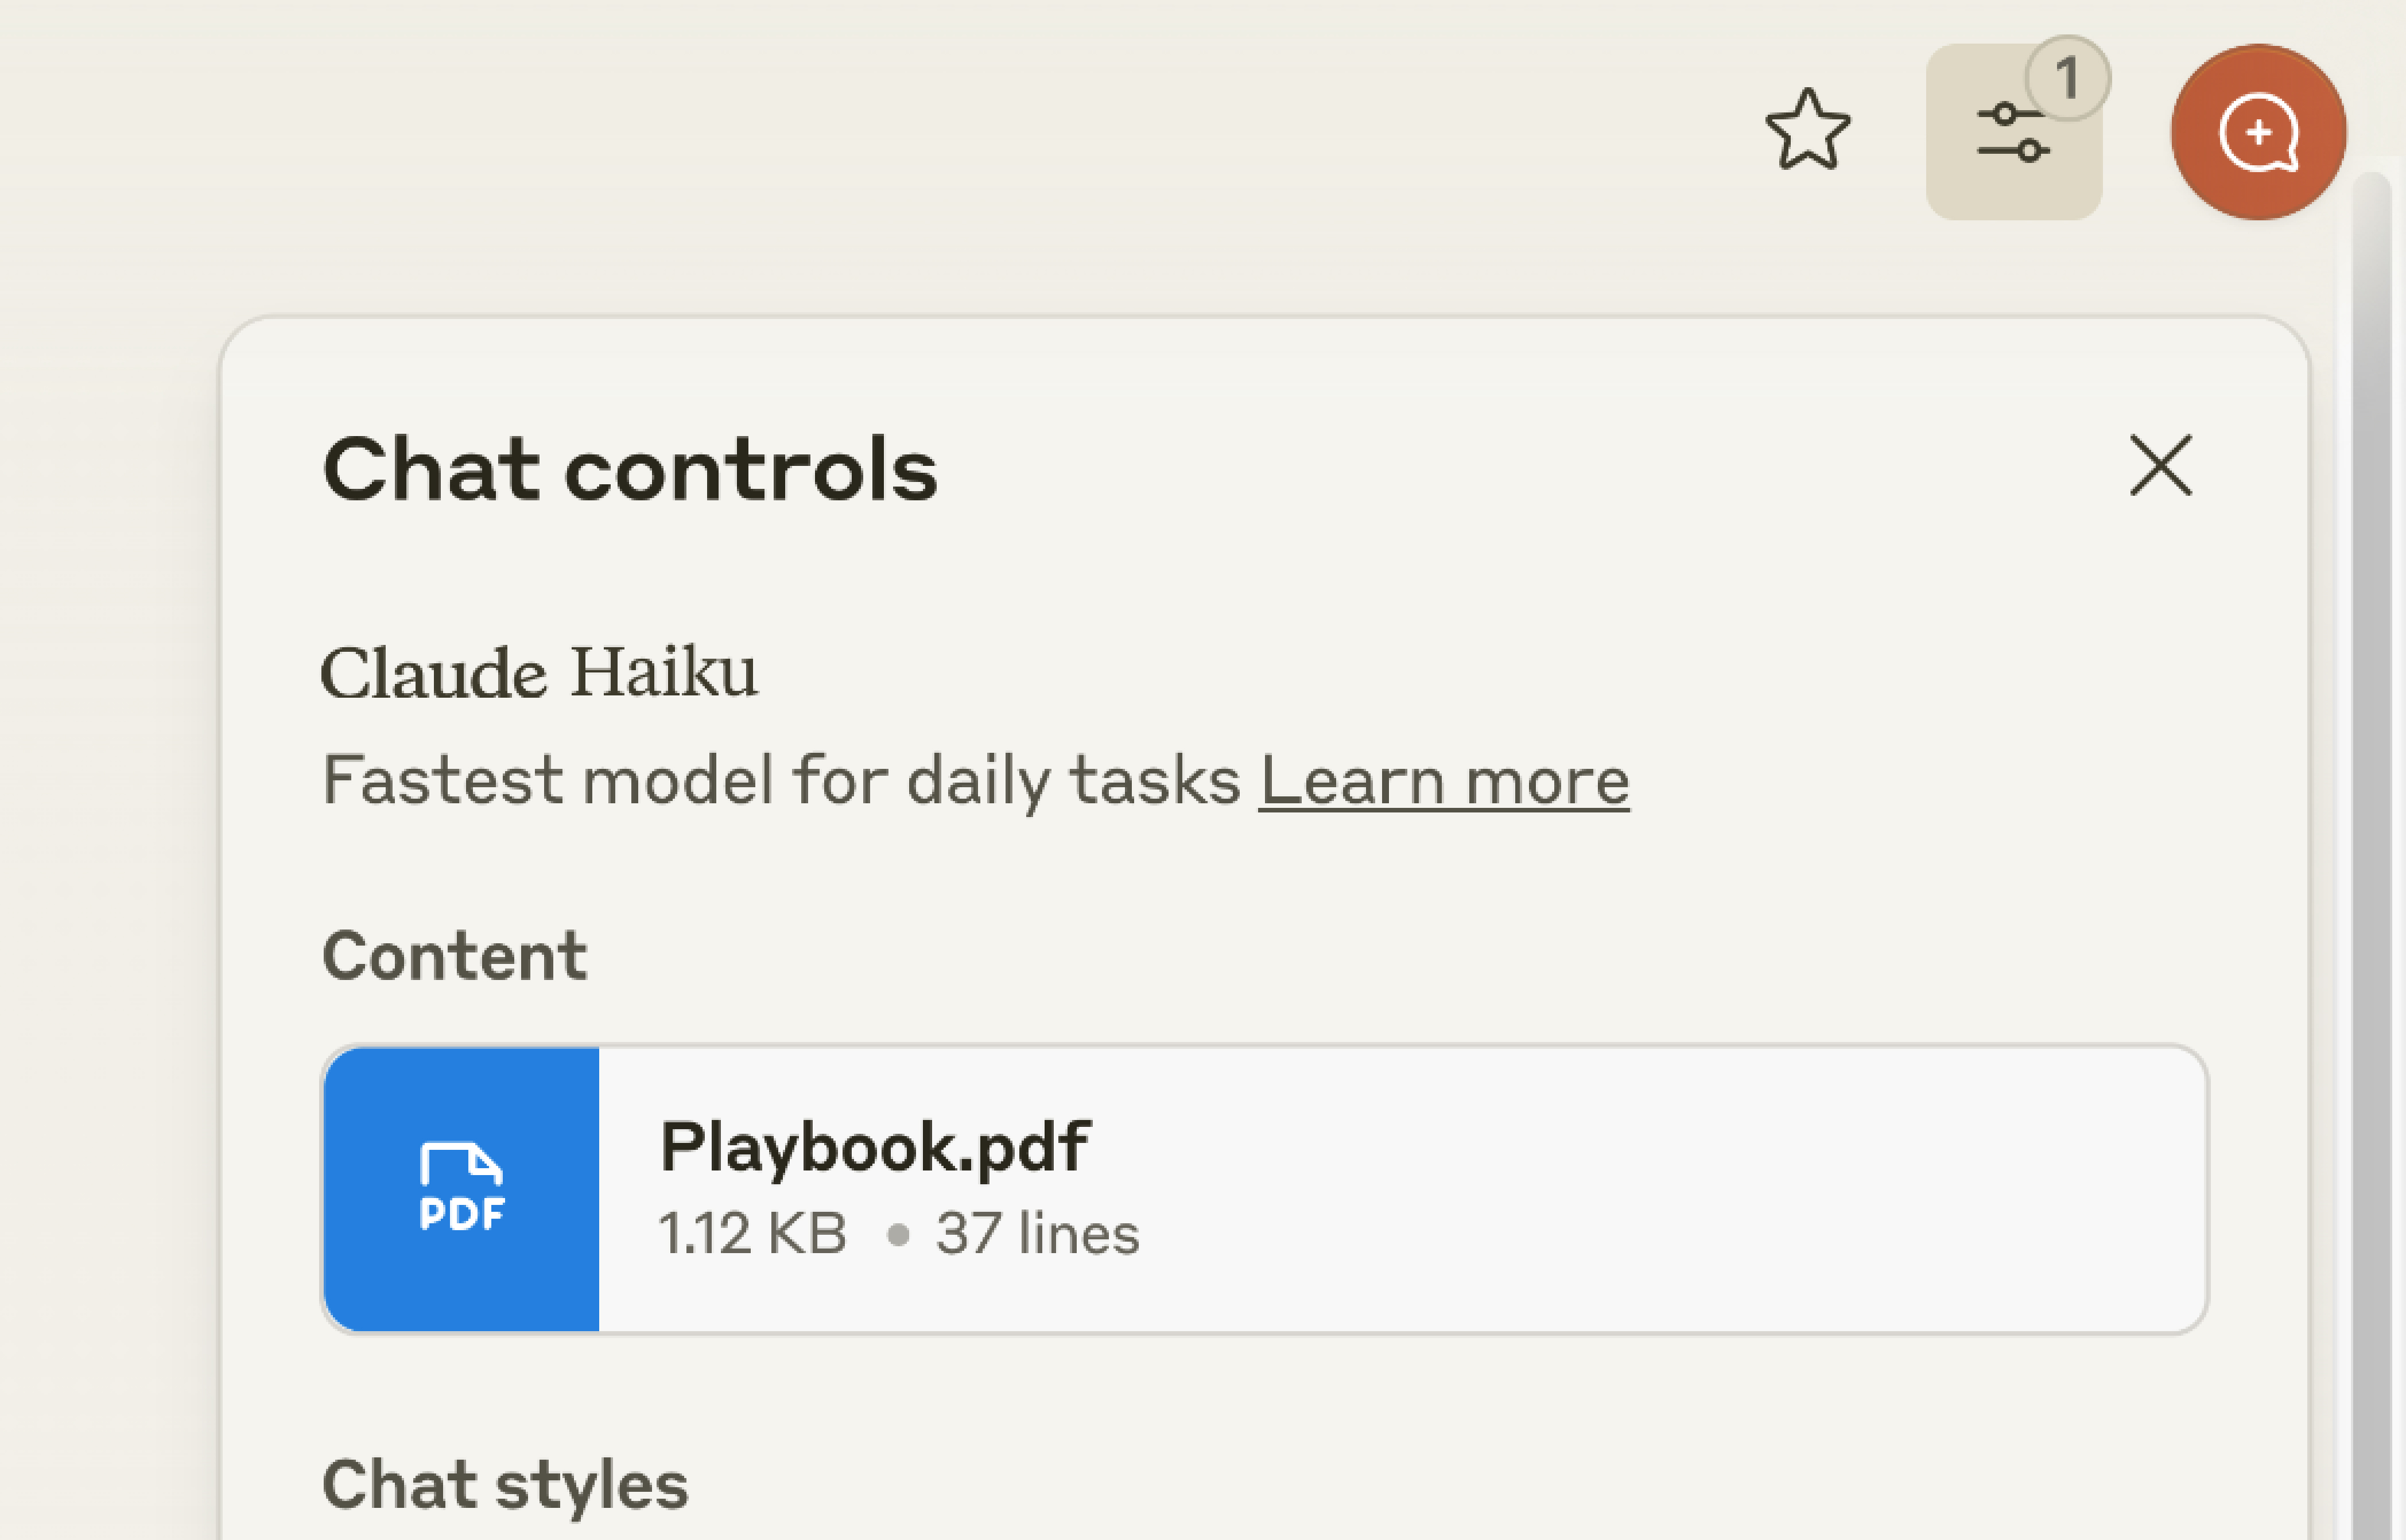 1
Chat controls
Claude Haiku
Fastest model for daily tasks Learn more
Content
PDF
Playbook.pdf
1.12 KB • 37 lines
Chat styles